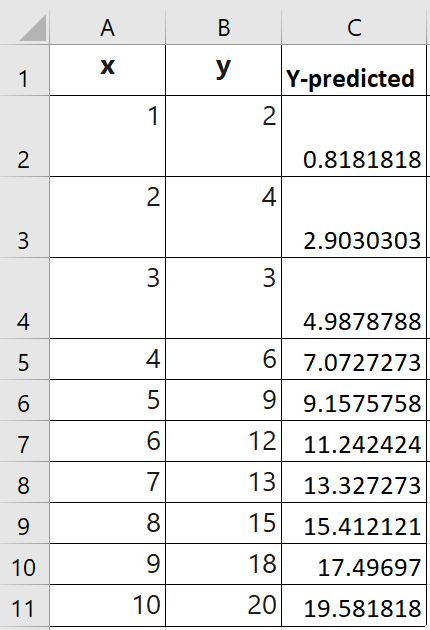 A B C
1 x y Y-predicted
2 1 2 0.8181818
3 2 4 2.9030303
4 3 3 4.9878788
5 4 6 7.0727273
6 5 9 9.1575758
7 6 12 11.242424
8 7 13 13.327273
9 8 15 15.412121
10 9 18 17.49697
11 10 20 19.581818